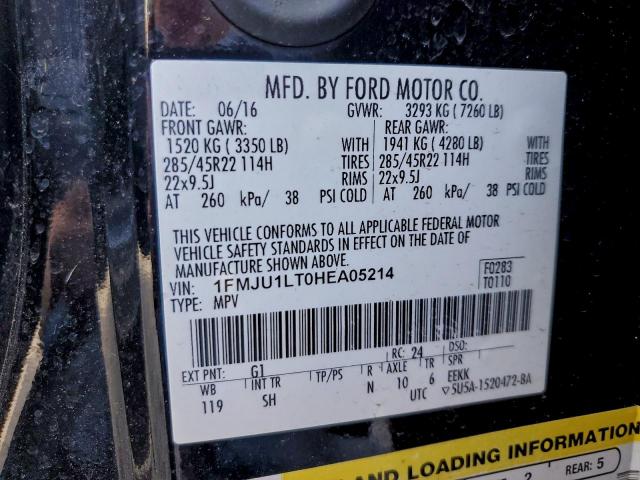 MFD. BY FORD MOTOR CO.
DATE: 06/16 GVWR: 3293 KG ( 7260 LB)
FRONT GAWR: REAR GAWR:
1520 KG ( 3350 LB) WITH 1941 KG ( 4280 LB) WITH
285/45R22 114H TIRES 285/45R22 114H TIRES
22x9.5J RIMS 22x9.5J RIMS
AT 260 kPa/ 38 PSI COLD AT 260 kPa/ 38 PSI COLD
THIS VEHICLE CONFORMS TO ALL APPLICABLE FEDERAL MOTOR
VEHICLE SAFETY STANDARDS IN EFFECT ON THE DATE OF
MANUFACTURE SHOWN ABOVE.
VIN: 1FMJU1LT0HEA05214 F0283
TYPE: MPV T0110
EXT PNT: G1 RC: 24 DSO:
WB INT TR TP/PS R AXLE TR SPR
119 SH N 10 6 EEKK
UTC ▽5U5A-1520472-BA
AND LOADING INFORMATION
2 REAR: 5